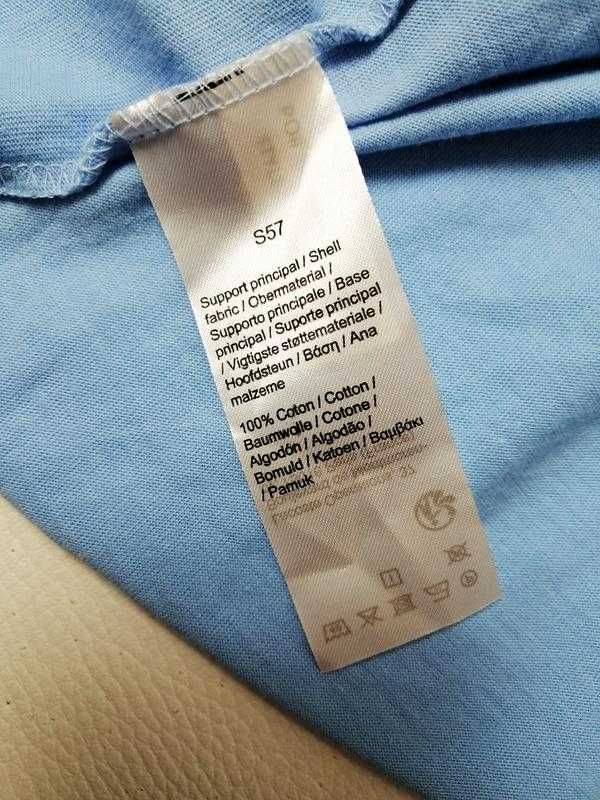 S57
Support principal / Shell
fabric / Obermaterial /
Supporto principale / Base
principal / Suporte principal
/ Vigtigste støttemateriale /
Hoofdsteun / Βάση / Ana
malzeme
100% Coton / Cotton /
Baumwolle / Cotone /
Algodón / Algodão /
Bomuld / Katoen / Βαμβάκι
/ Pamuk